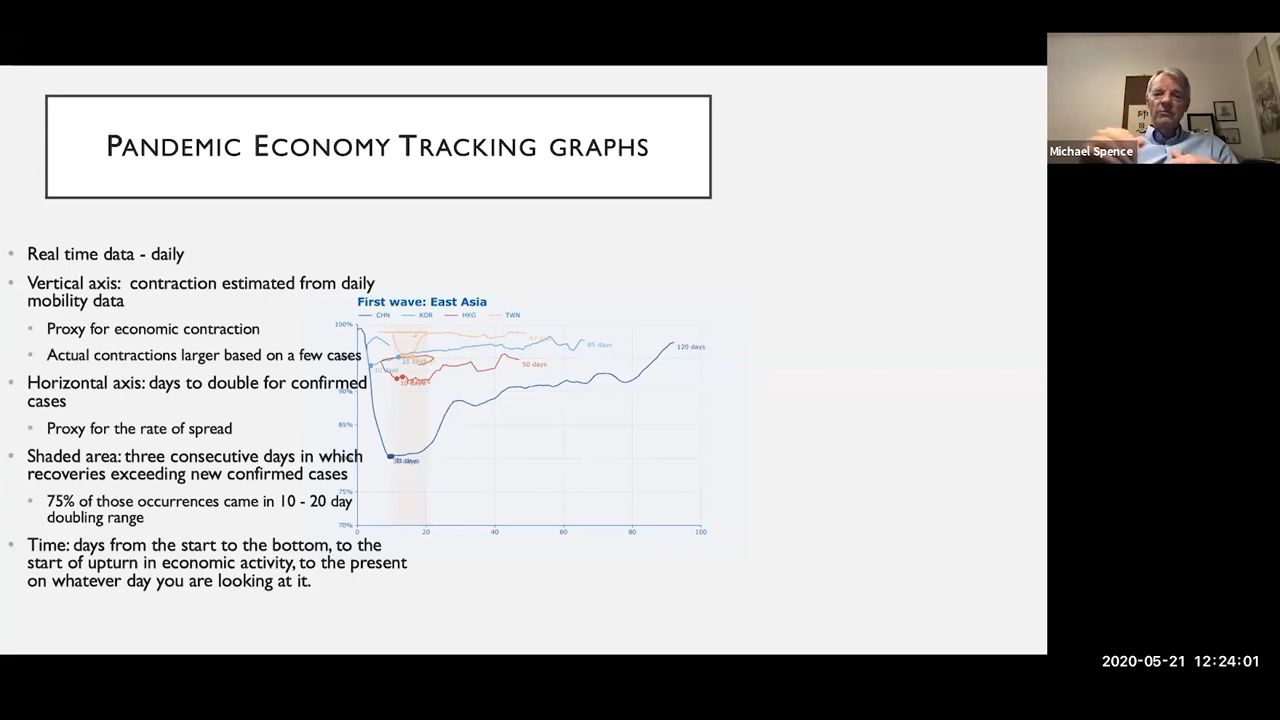 PANDEMIC ECONOMY TRACKING GRAPHS
Michael Spence
師
恩
• Real time data - daily
• Vertical axis: contraction estimated from daily
mobility data
• Proxy for economic contraction
• Actual contractions larger based on a few cases
• Horizontal axis: days to double for confirmed
cases
• Proxy for the rate of spread
• Shaded area: three consecutive days in which
recoveries exceeding new confirmed cases
• 75% of those occurrences came in 10 - 20 day
doubling range
• Time: days from the start to the bottom, to the
start of upturn in economic activity, to the present
on whatever day you are looking at it.
First wave: East Asia
CHN KOR HKG TWN
100%
90%
85%
75%
70%
0 20 40 60 80 100
10 days
85 days
50 days
120 days
2020-05-21 12:24:01